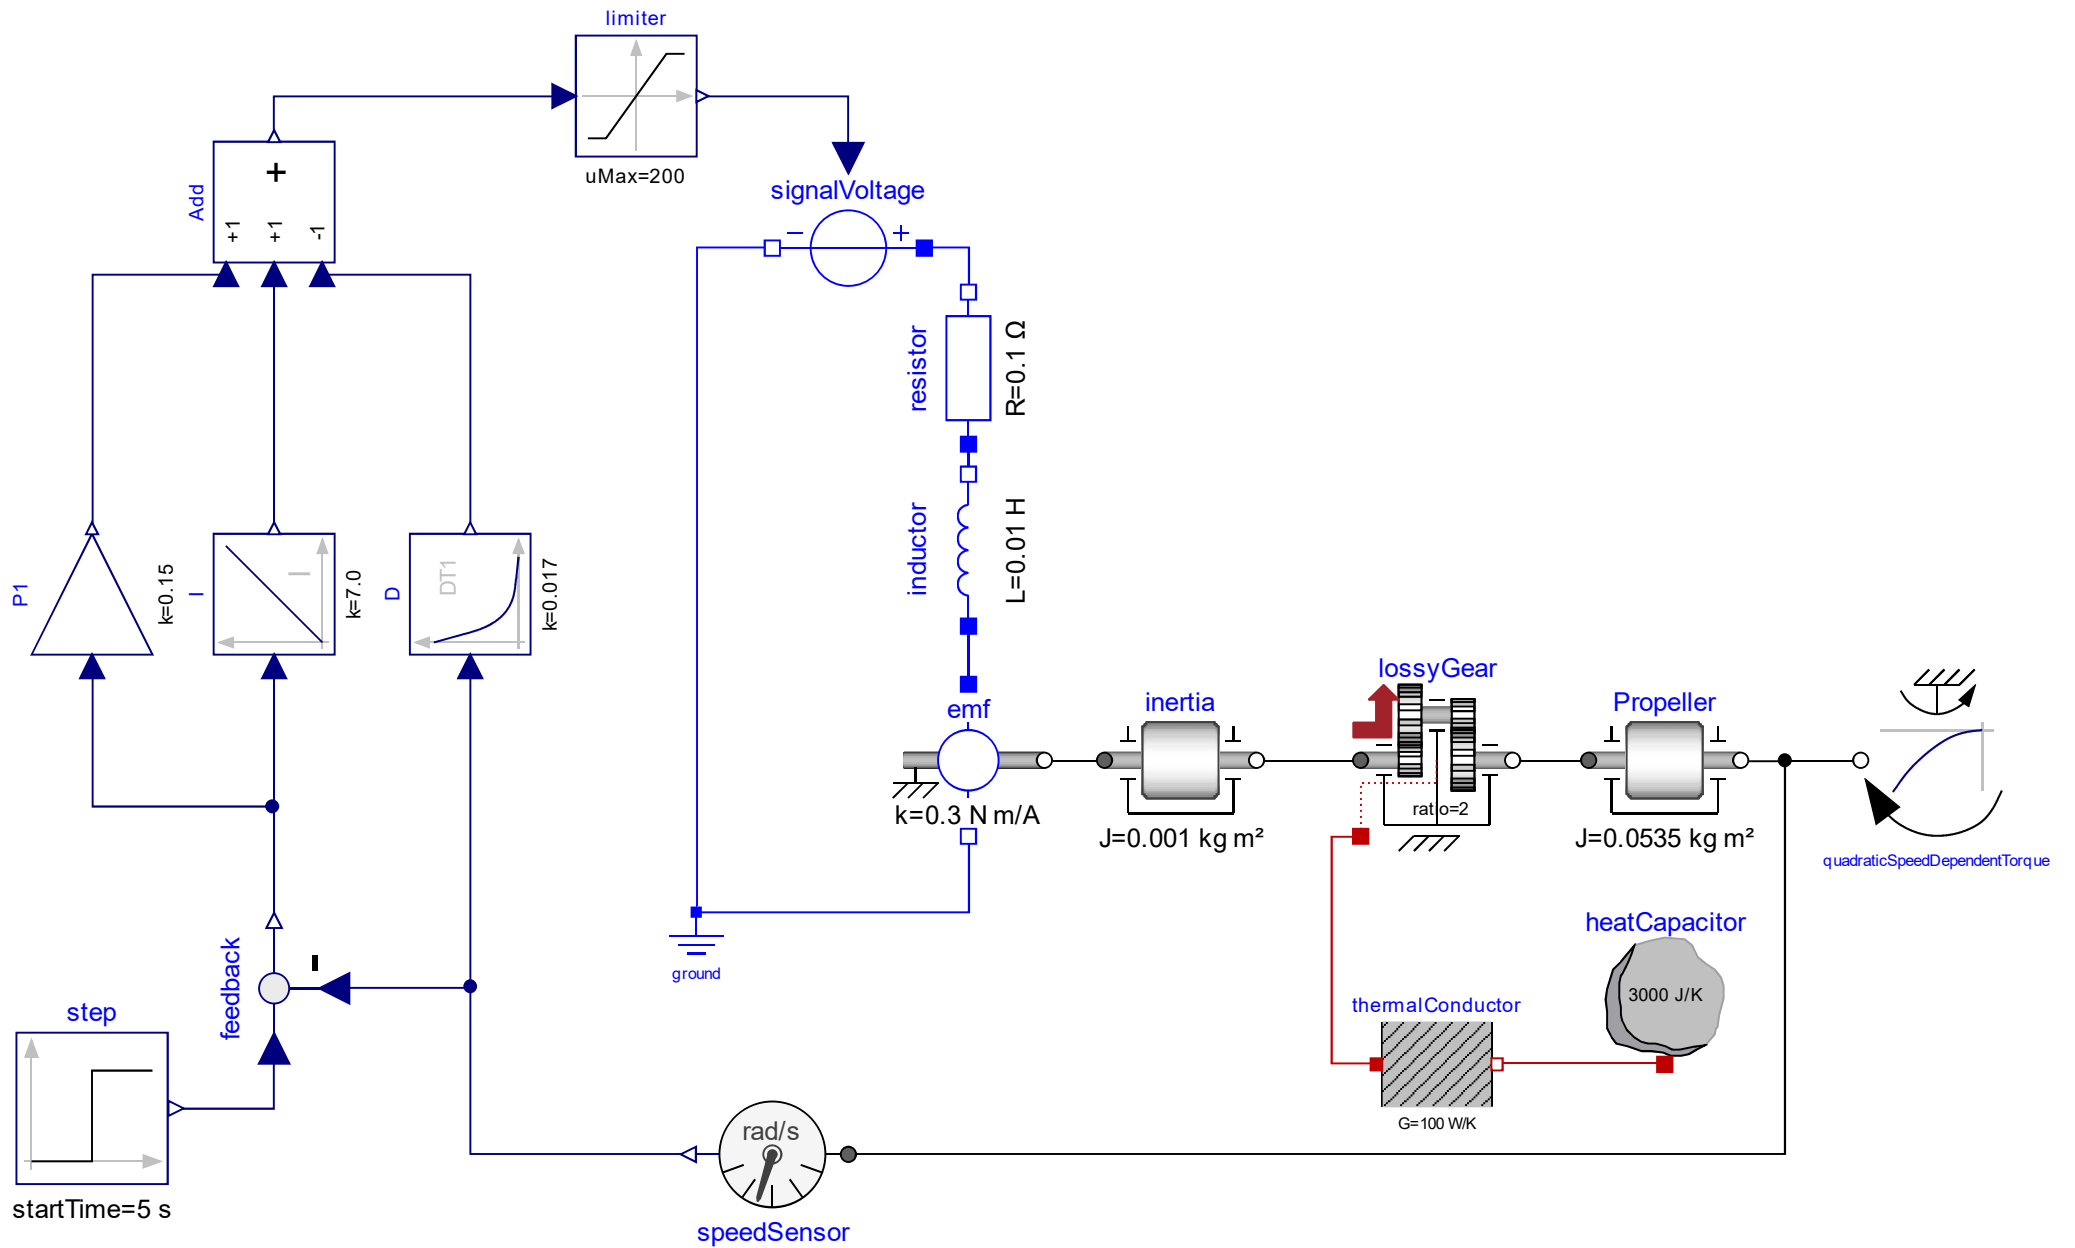 limiter
uMax=200
Add
+
+1
+1
-1
signalVoltage
− +
resistor
R=0.1 Ω
inductor
L=0.01 H
P1
k=0.15
I
I
k=7.0
D
DT1
k=0.017
emf
k=0.3 N m/A
inertia
J=0.001 kg m²
lossyGear
ratio=2
Propeller
J=0.0535 kg m²
quadraticSpeedDependentTorque
ground
feedback
-
heatCapacitor
3000 J/K
thermalConductor
G=100 W/K
step
startTime=5 s
rad/s
speedSensor